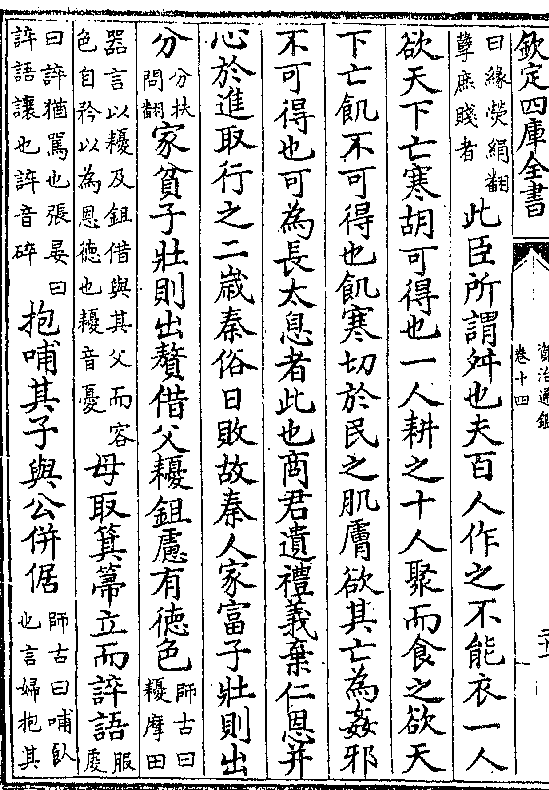 欽定四庫全書
資治通鑑
卷十四
曰緣熒絹翻
孽庶賤者
此臣所謂舛也夫百人作之不能衣一人
欲天下亡寒胡可得也一人耕之十人聚而食之欲天
下亡飢不可得也飢寒切於民之肌膚欲其亡為姦邪
不可得也可為長太息者此也商君遺禮義棄仁恩并
心於進取行之二歲秦俗日敗故秦人家富子壯則出
分
分扶
問翻
家貧子壯則出贅借父耰鉏慮有徳色
師古曰
耰摩田
器言以耰及鉏借與其父而容
色自矜以為恩德也耰音憂
母取箕箒立而誶語
服
虔
曰誶猶罵也張晏曰
誶語讓也誶音碎
抱哺其子與公併倨
師古曰哺飤
也言婦抱其